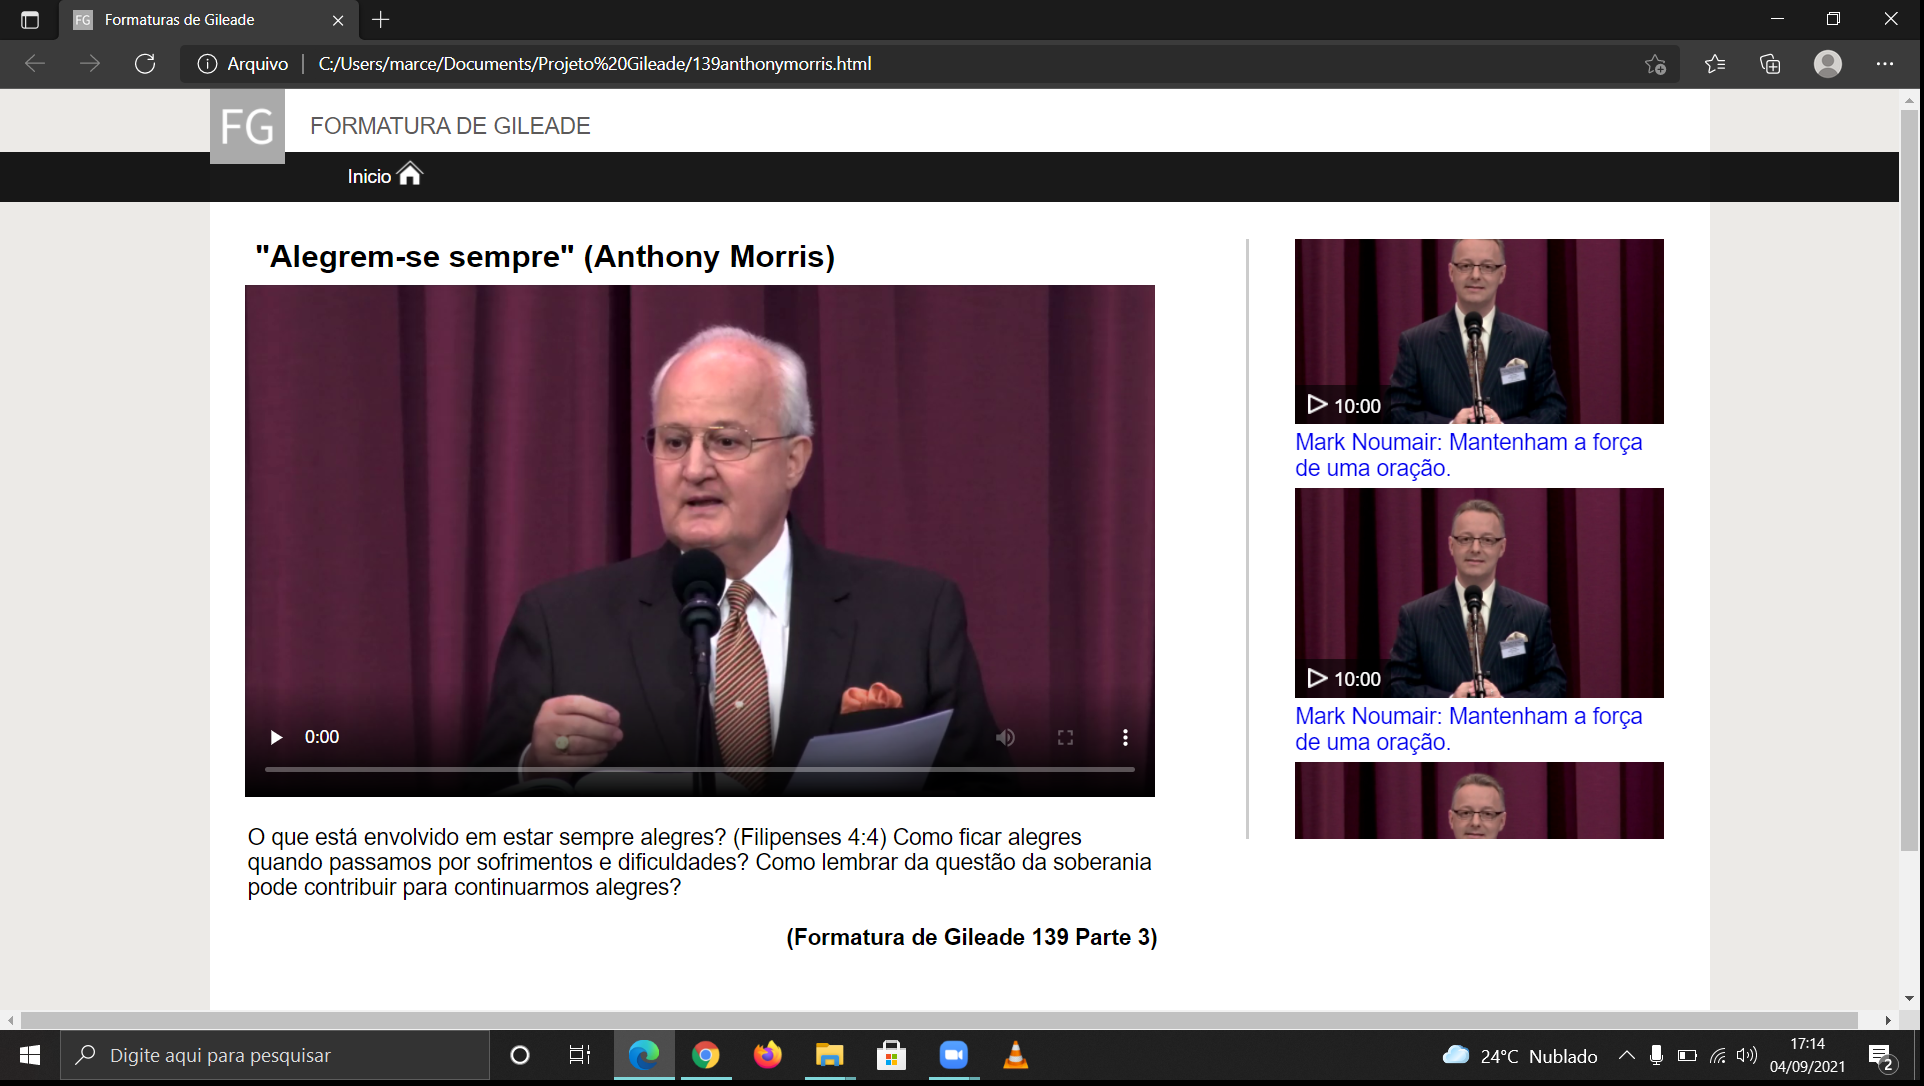 FG Formaturas de Gileade
Arquivo C:/Users/marce/Documents/Projeto%20Gileade/139anthonymorris.html
FG FORMATURA DE GILEADE
Inicio
"Alegrem-se sempre" (Anthony Morris)
0:00
O que está envolvido em estar sempre alegres? (Filipenses 4:4) Como ficar alegres
quando passamos por sofrimentos e dificuldades? Como lembrar da questão da soberania
pode contribuir para continuarmos alegres?
(Formatura de Gileade 139 Parte 3)
10:00
Mark Noumair: Mantenham a força
de uma oração.
10:00
Mark Noumair: Mantenham a força
de uma oração.
Digite aqui para pesquisar
24°C Nublado
17:14
04/09/2021
2